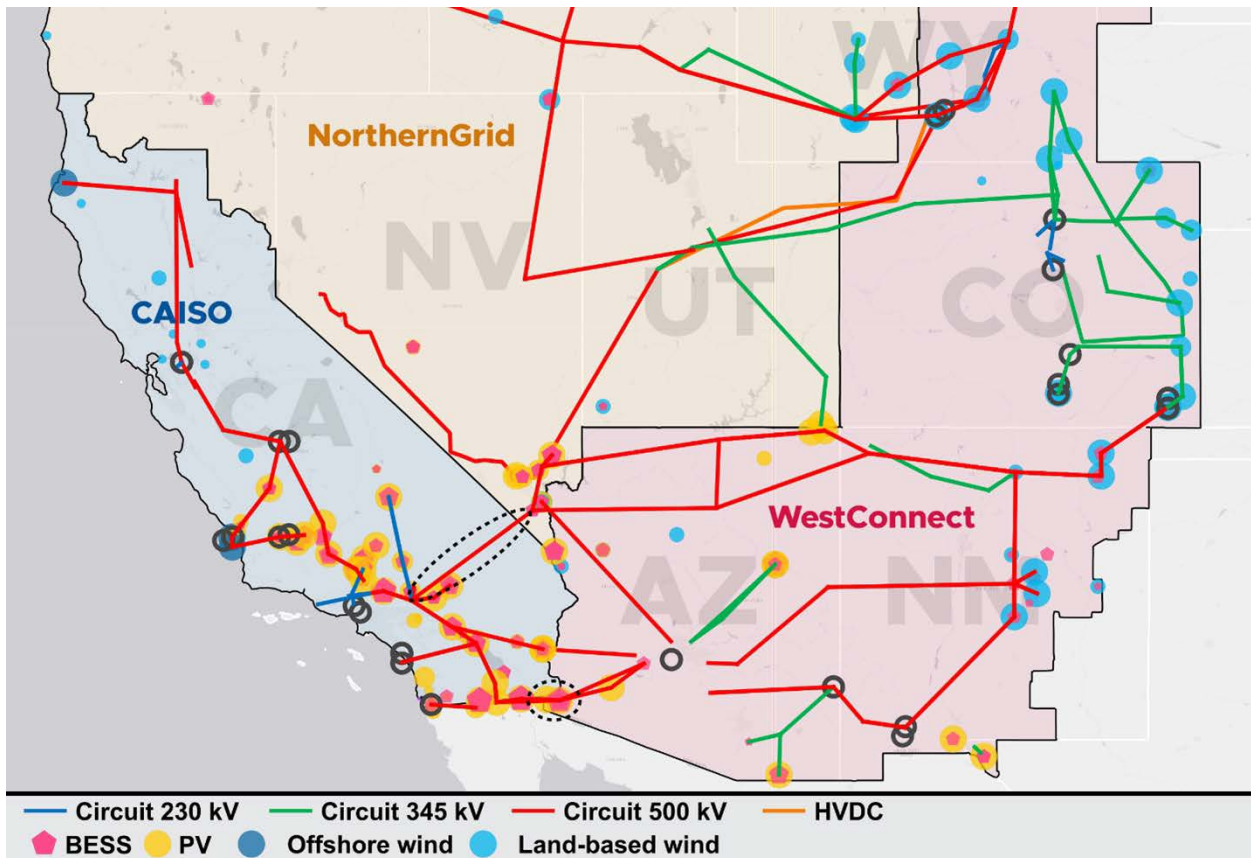 WY
NorthernGrid
NV
UT
CO
CAISO
CA
WestConnect
AZ
NM
Circuit 230 kV
Circuit 345 kV
Circuit 500 kV
HVDC
BESS
PV
Offshore wind
Land-based wind